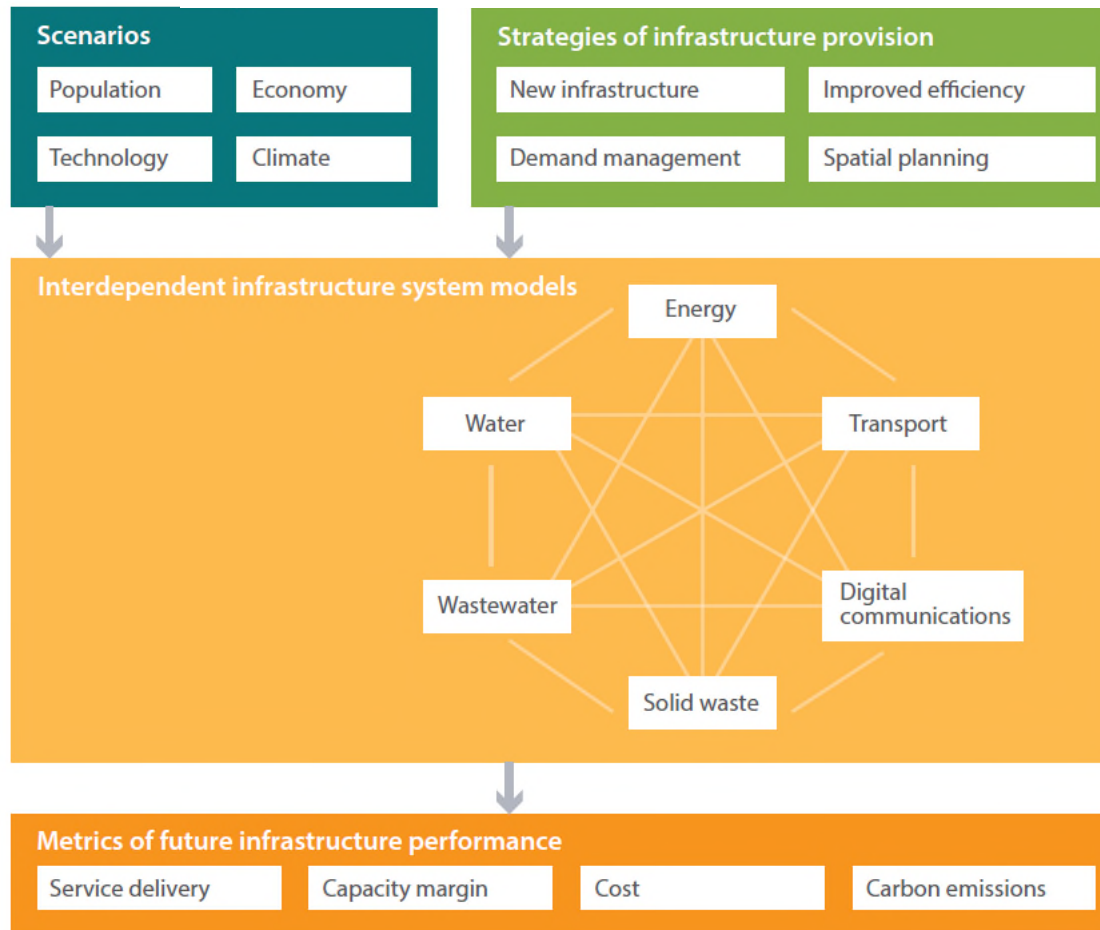 Scenarios
Population
Economy
Technology
Climate
Strategies of infrastructure provision
New infrastructure
Improved efficiency
Demand management
Spatial planning
Interdependent infrastructure system models
Energy
Water
Transport
Wastewater
Digital
communications
Solid waste
Metrics of future infrastructure performance
Service delivery
Capacity margin
Cost
Carbon emissions